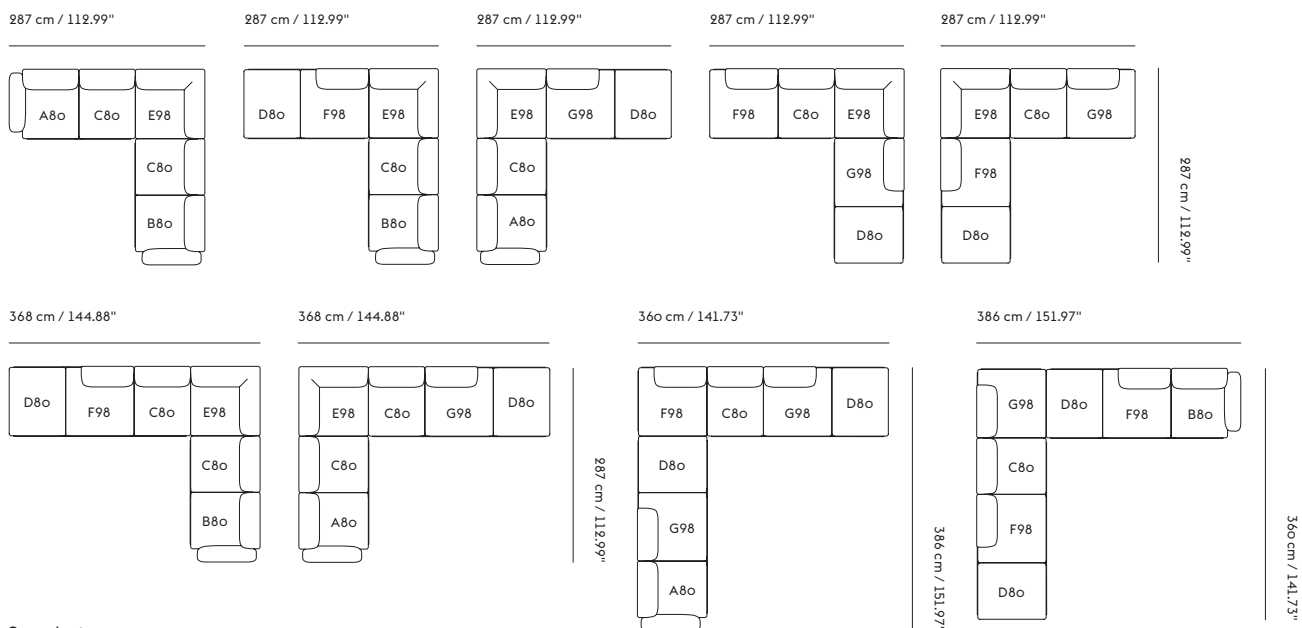 287 cm / 112.99"
287 cm / 112.99"
287 cm / 112.99"
287 cm / 112.99"
287 cm / 112.99"
A80 C80 E98
C80
B80
D80 F98 E98
C80
B80
E98 G98 D80
C80
A80
F98 C80 E98
G98
D80
E98 C80 G98
F98
D80
287 cm / 112.99"
368 cm / 144.88"
368 cm / 144.88"
360 cm / 141.73"
386 cm / 151.97"
D80 F98 C80 E98
C80
B80
E98 C80 G98 D80
C80
A80
287 cm / 112.99"
F98 C80 G98 D80
D80
G98
A80
386 cm / 151.97"
G98 D80 F98 B80
C80
F98
D80
360 cm / 141.73"